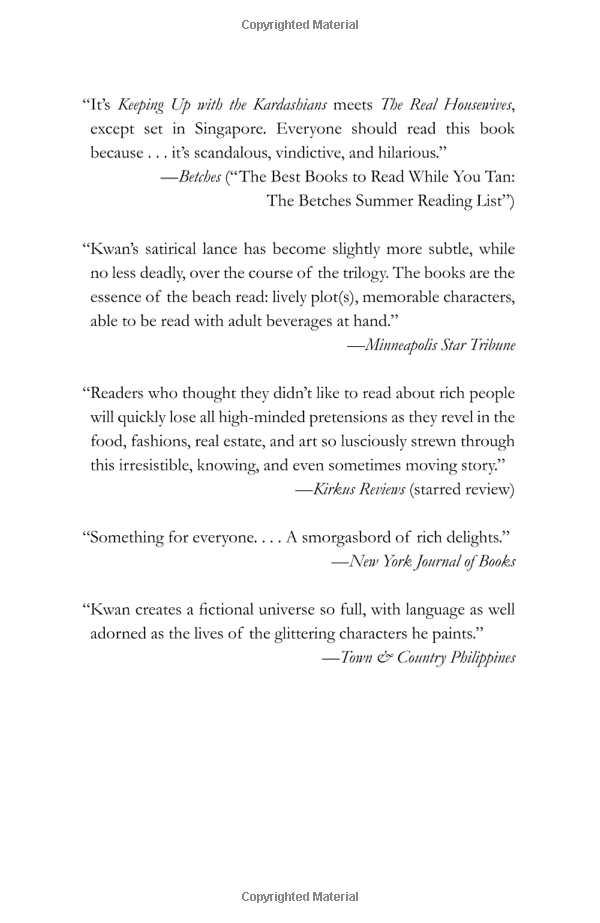 Copyrighted Material
“It’s Keeping Up with the Kardashians meets The Real Housewives,
except set in Singapore. Everyone should read this book
because . . . it’s scandalous, vindictive, and hilarious.”
—Betches (“The Best Books to Read While You Tan:
The Betches Summer Reading List”)
“Kwan’s satirical lance has become slightly more subtle, while
no less deadly, over the course of the trilogy. The books are the
essence of the beach read: lively plot(s), memorable characters,
able to be read with adult beverages at hand.”
—Minneapolis Star Tribune
“Readers who thought they didn’t like to read about rich people
will quickly lose all high-minded pretensions as they revel in the
food, fashions, real estate, and art so lusciously strewn through
this irresistible, knowing, and even sometimes moving story.”
—Kirkus Reviews (starred review)
“Something for everyone. . . . A smorgasbord of rich delights.”
—New York Journal of Books
“Kwan creates a fictional universe so full, with language as well
adorned as the lives of the glittering characters he paints.”
—Town & Country Philippines
Copyrighted Material